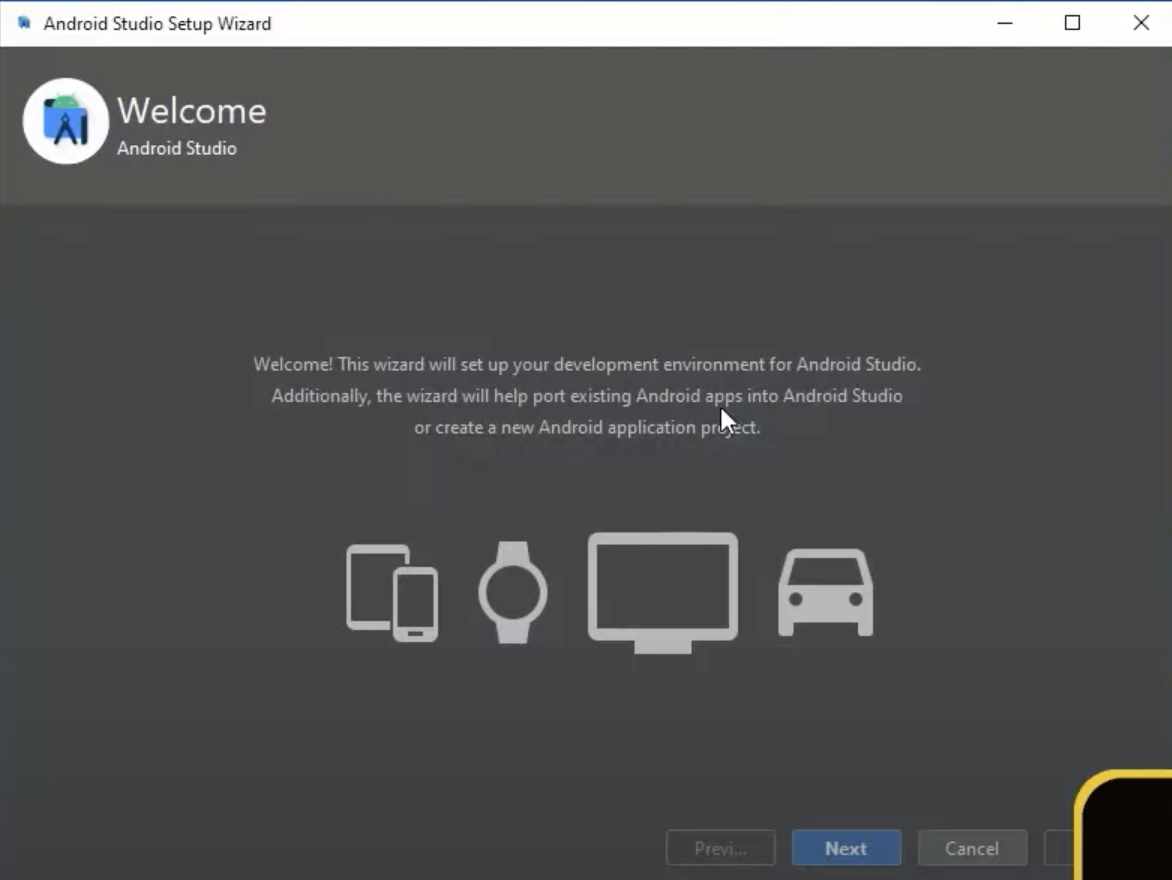 Android Studio Setup Wizard
Welcome
Android Studio
Welcome! This wizard will set up your development environment for Android Studio.
Additionally, the wizard will help port existing Android apps into Android Studio
or create a new Android application project.
Previ...
Next
Cancel